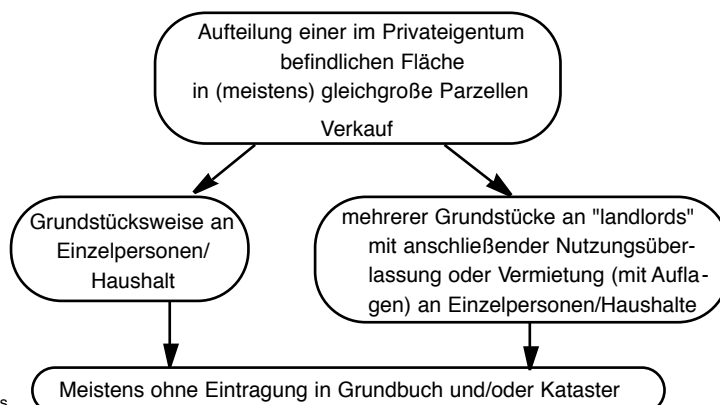 Aufteilung einer im Privateigentum
befindlichen Fläche
in (meistens) gleichgroße Parzellen
Verkauf
Grundstücksweise an
Einzelpersonen/
Haushalt
mehrerer Grundstücke an "landlords"
mit anschließender Nutzungsüber-
lassung oder Vermietung (mit Aufla-
gen) an Einzelpersonen/Haushalte
Meistens ohne Eintragung in Grundbuch und/oder Kataster